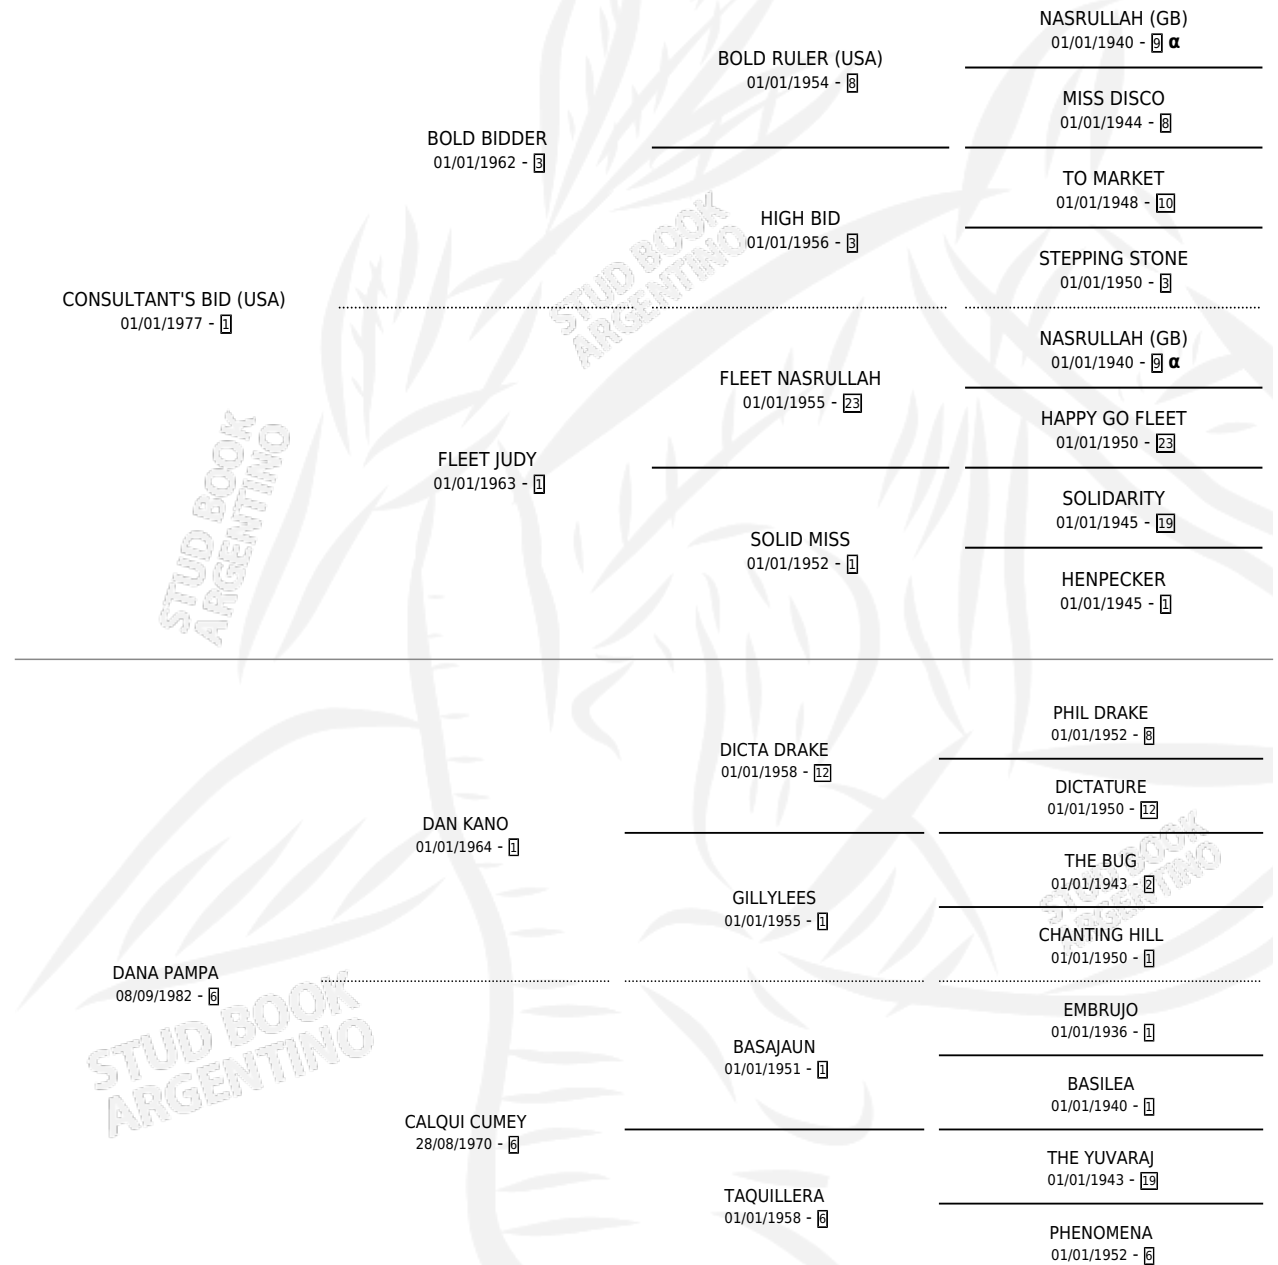 NASRULLAH (GB)
01/01/1940 - 9 α
BOLD RULER (USA)
01/01/1954 - 8
MISS DISCO
01/01/1944 - 8
BOLD BIDDER
01/01/1962 - 3
TO MARKET
01/01/1948 - 10
HIGH BID
01/01/1956 - 3
STEPPING STONE
01/01/1950 - 3
CONSULTANT'S BID (USA)
01/01/1977 - 1
NASRULLAH (GB)
01/01/1940 - 9 α
FLEET NASRULLAH
01/01/1955 - 23
HAPPY GO FLEET
01/01/1950 - 23
FLEET JUDY
01/01/1963 - 1
SOLIDARITY
01/01/1945 - 19
SOLID MISS
01/01/1952 - 1
HENPECKER
01/01/1945 - 1
PHIL DRAKE
01/01/1952 - 8
DICTA DRAKE
01/01/1958 - 12
DICTATURE
01/01/1950 - 12
DAN KANO
01/01/1964 - 1
THE BUG
01/01/1943 - 2
GILLYLEES
01/01/1955 - 1
CHANTING HILL
01/01/1950 - 1
DANA PAMPA
08/09/1982 - 6
EMBRUJO
01/01/1936 - 1
BASAJAUN
01/01/1951 - 1
BASILEA
01/01/1940 - 1
CALQUI CUMEY
28/08/1970 - 6
THE YUVARAJ
01/01/1943 - 19
TAQUILLERA
01/01/1958 - 6
PHENOMENA
01/01/1952 - 6
STUD BOOK
ARGENTINO
STUD BOOK
ARGENTINO
STUD BOOK
ARGENTINO
STUD BOOK
ARGENTINO